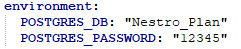 environment:
  POSTGRES_DB: "Nestro_Plan"
  POSTGRES_PASSWORD: "12345"